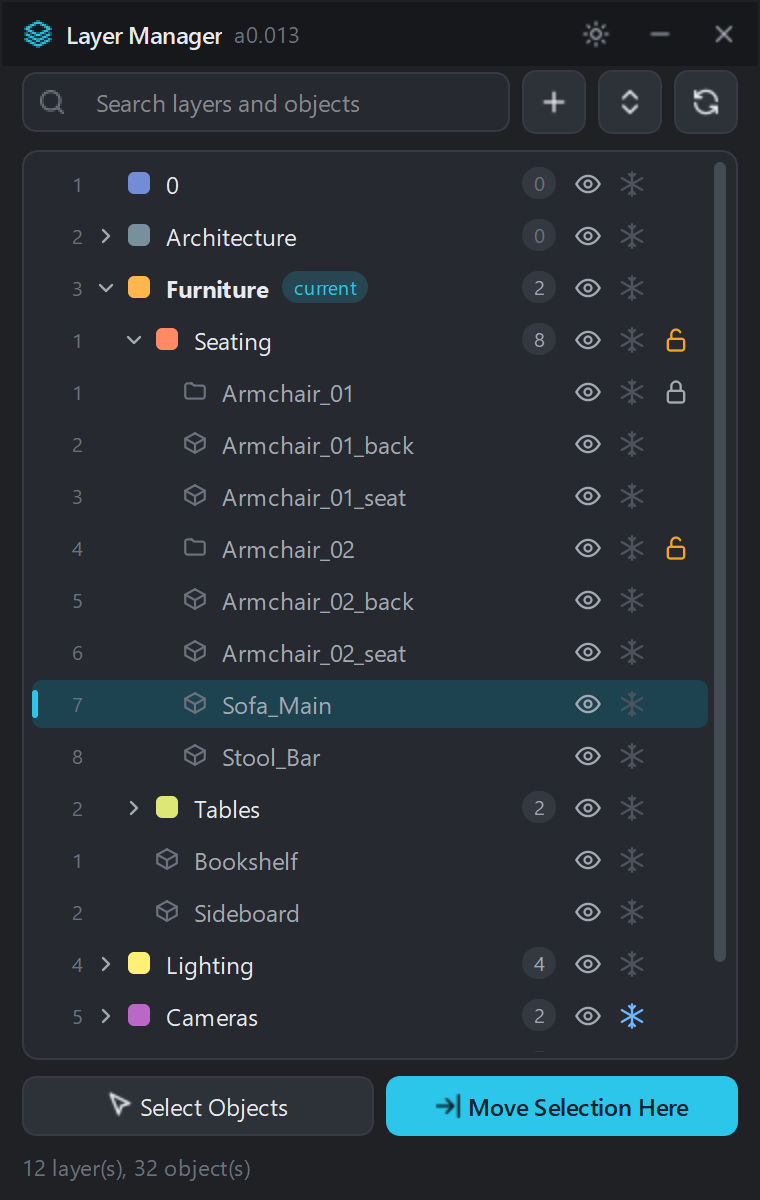 Layer Manager a0.013
Search layers and objects
1 0 0
2 Architecture 0
3 Furniture current 2
1 Seating 8
1 Armchair_01
2 Armchair_01_back
3 Armchair_01_seat
4 Armchair_02
5 Armchair_02_back
6 Armchair_02_seat
7 Sofa_Main
8 Stool_Bar
2 Tables 2
1 Bookshelf
2 Sideboard
4 Lighting 4
5 Cameras 2
Select Objects
Move Selection Here
12 layer(s), 32 object(s)